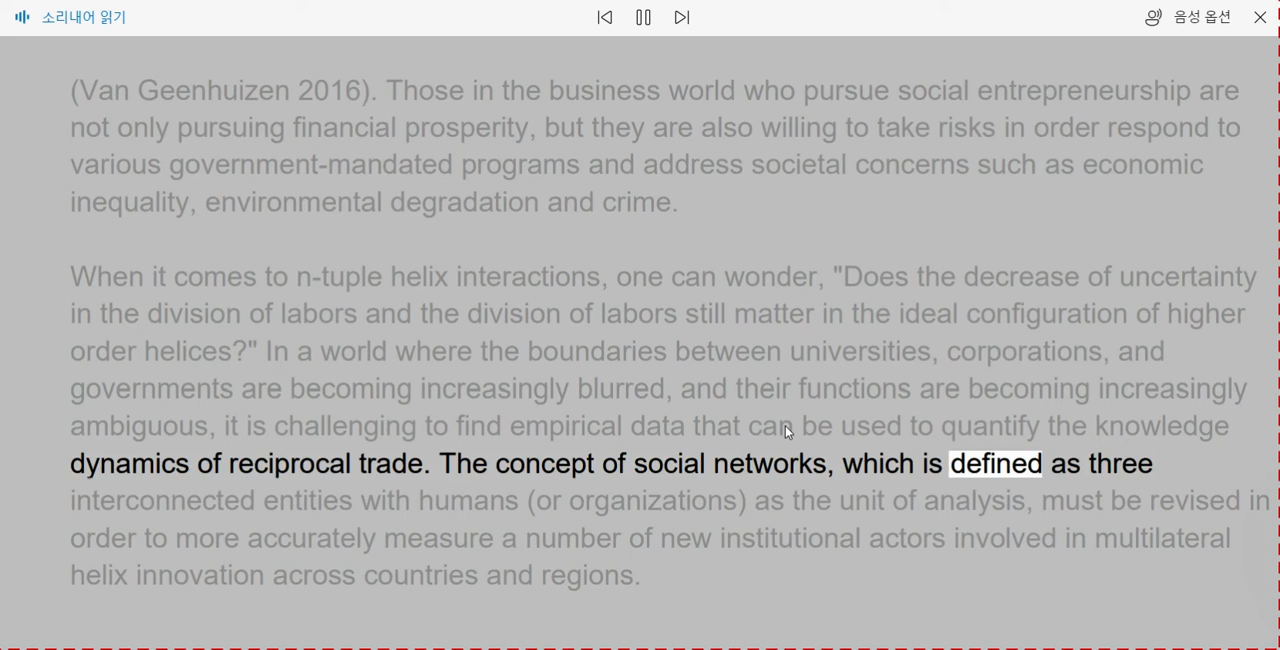 소리내어 읽기
음성 옵션
(Van Geenhuizen 2016). Those in the business world who pursue social entrepreneurship are
not only pursuing financial prosperity, but they are also willing to take risks in order respond to
various government-mandated programs and address societal concerns such as economic
inequality, environmental degradation and crime.
When it comes to n-tuple helix interactions, one can wonder, "Does the decrease of uncertainty
in the division of labors and the division of labors still matter in the ideal configuration of higher
order helices?" In a world where the boundaries between universities, corporations, and
governments are becoming increasingly blurred, and their functions are becoming increasingly
ambiguous, it is challenging to find empirical data that can be used to quantify the knowledge
dynamics of reciprocal trade. The concept of social networks, which is defined as three
interconnected entities with humans (or organizations) as the unit of analysis, must be revised in
order to more accurately measure a number of new institutional actors involved in multilateral
helix innovation across countries and regions.